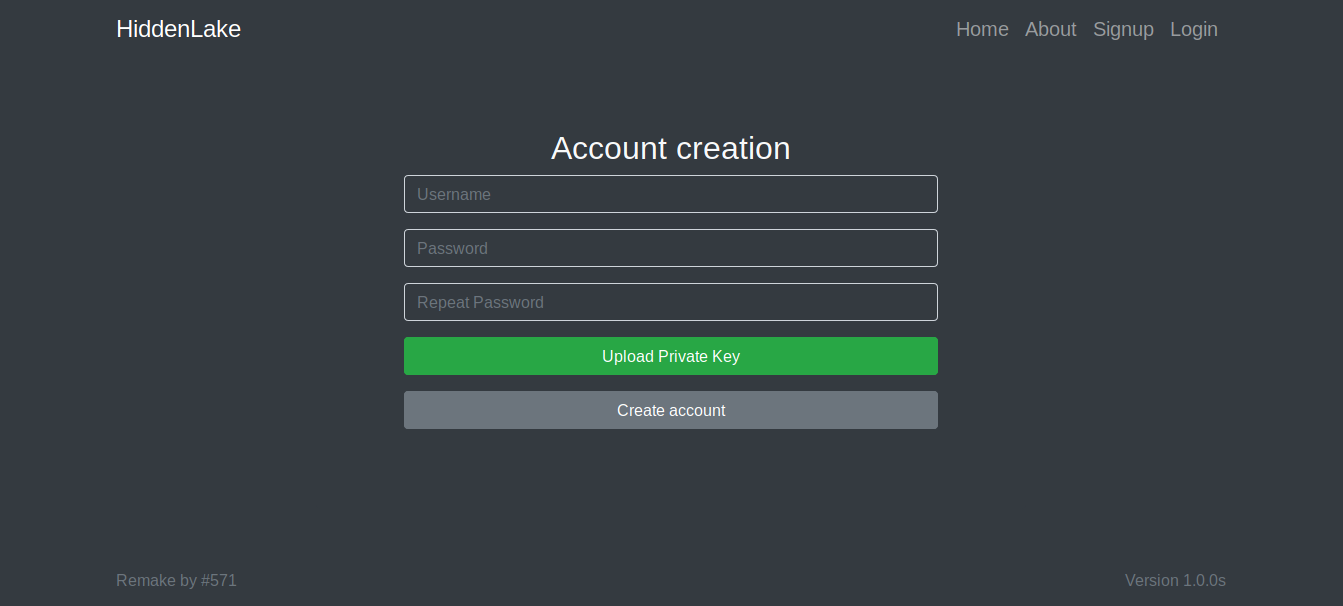 HiddenLake
Home About Signup Login
Account creation
Username
Password
Repeat Password
Upload Private Key
Create account
Remake by #571
Version 1.0.0s